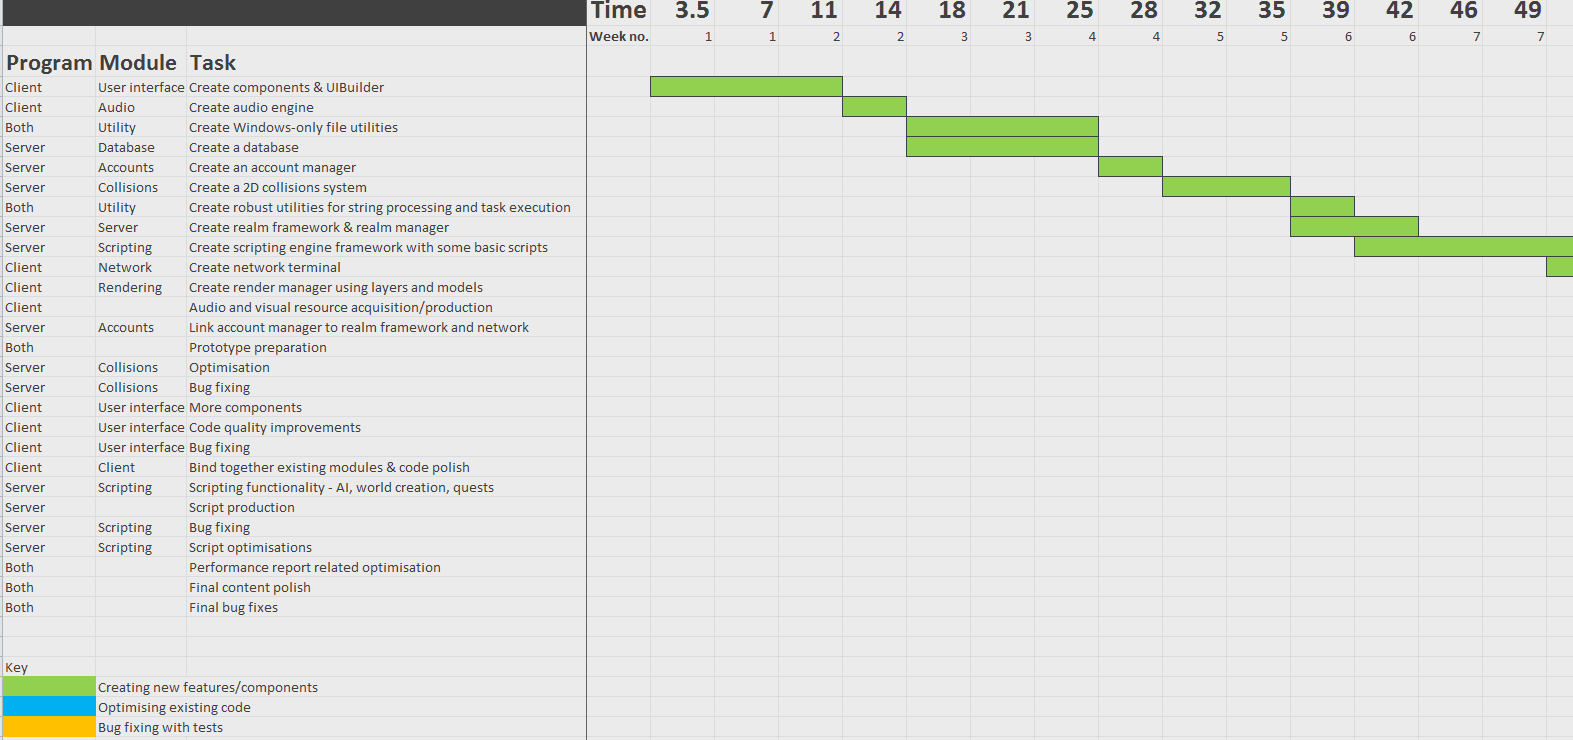 Time 3.5 7 11 14 18 21 25 28 32 35 39 42 46 49
Week no. 1 1 2 2 3 3 4 4 5 5 6 6 7 7
Program Module Task
Client User interface Create components & UIBuilder
Client Audio Create audio engine
Both Utility Create Windows-only file utilities
Server Database Create a database
Server Accounts Create an account manager
Server Collisions Create a 2D collisions system
Both Utility Create robust utilities for string processing and task execution
Server Server Create realm framework & realm manager
Server Scripting Create scripting engine framework with some basic scripts
Client Network Create network terminal
Client Rendering Create render manager using layers and models
Client Audio and visual resource acquisition/production
Server Accounts Link account manager to realm framework and network
Both Prototype preparation
Server Collisions Optimisation
Server Collisions Bug fixing
Client User interface More components
Client User interface Code quality improvements
Client User interface Bug fixing
Client Client Bind together existing modules & code polish
Server Scripting Scripting functionality - AI, world creation, quests
Server Script production
Server Scripting Bug fixing
Server Scripting Script optimisations
Both Performance report related optimisation
Both Final content polish
Both Final bug fixes
Key
Creating new features/components
Optimising existing code
Bug fixing with tests